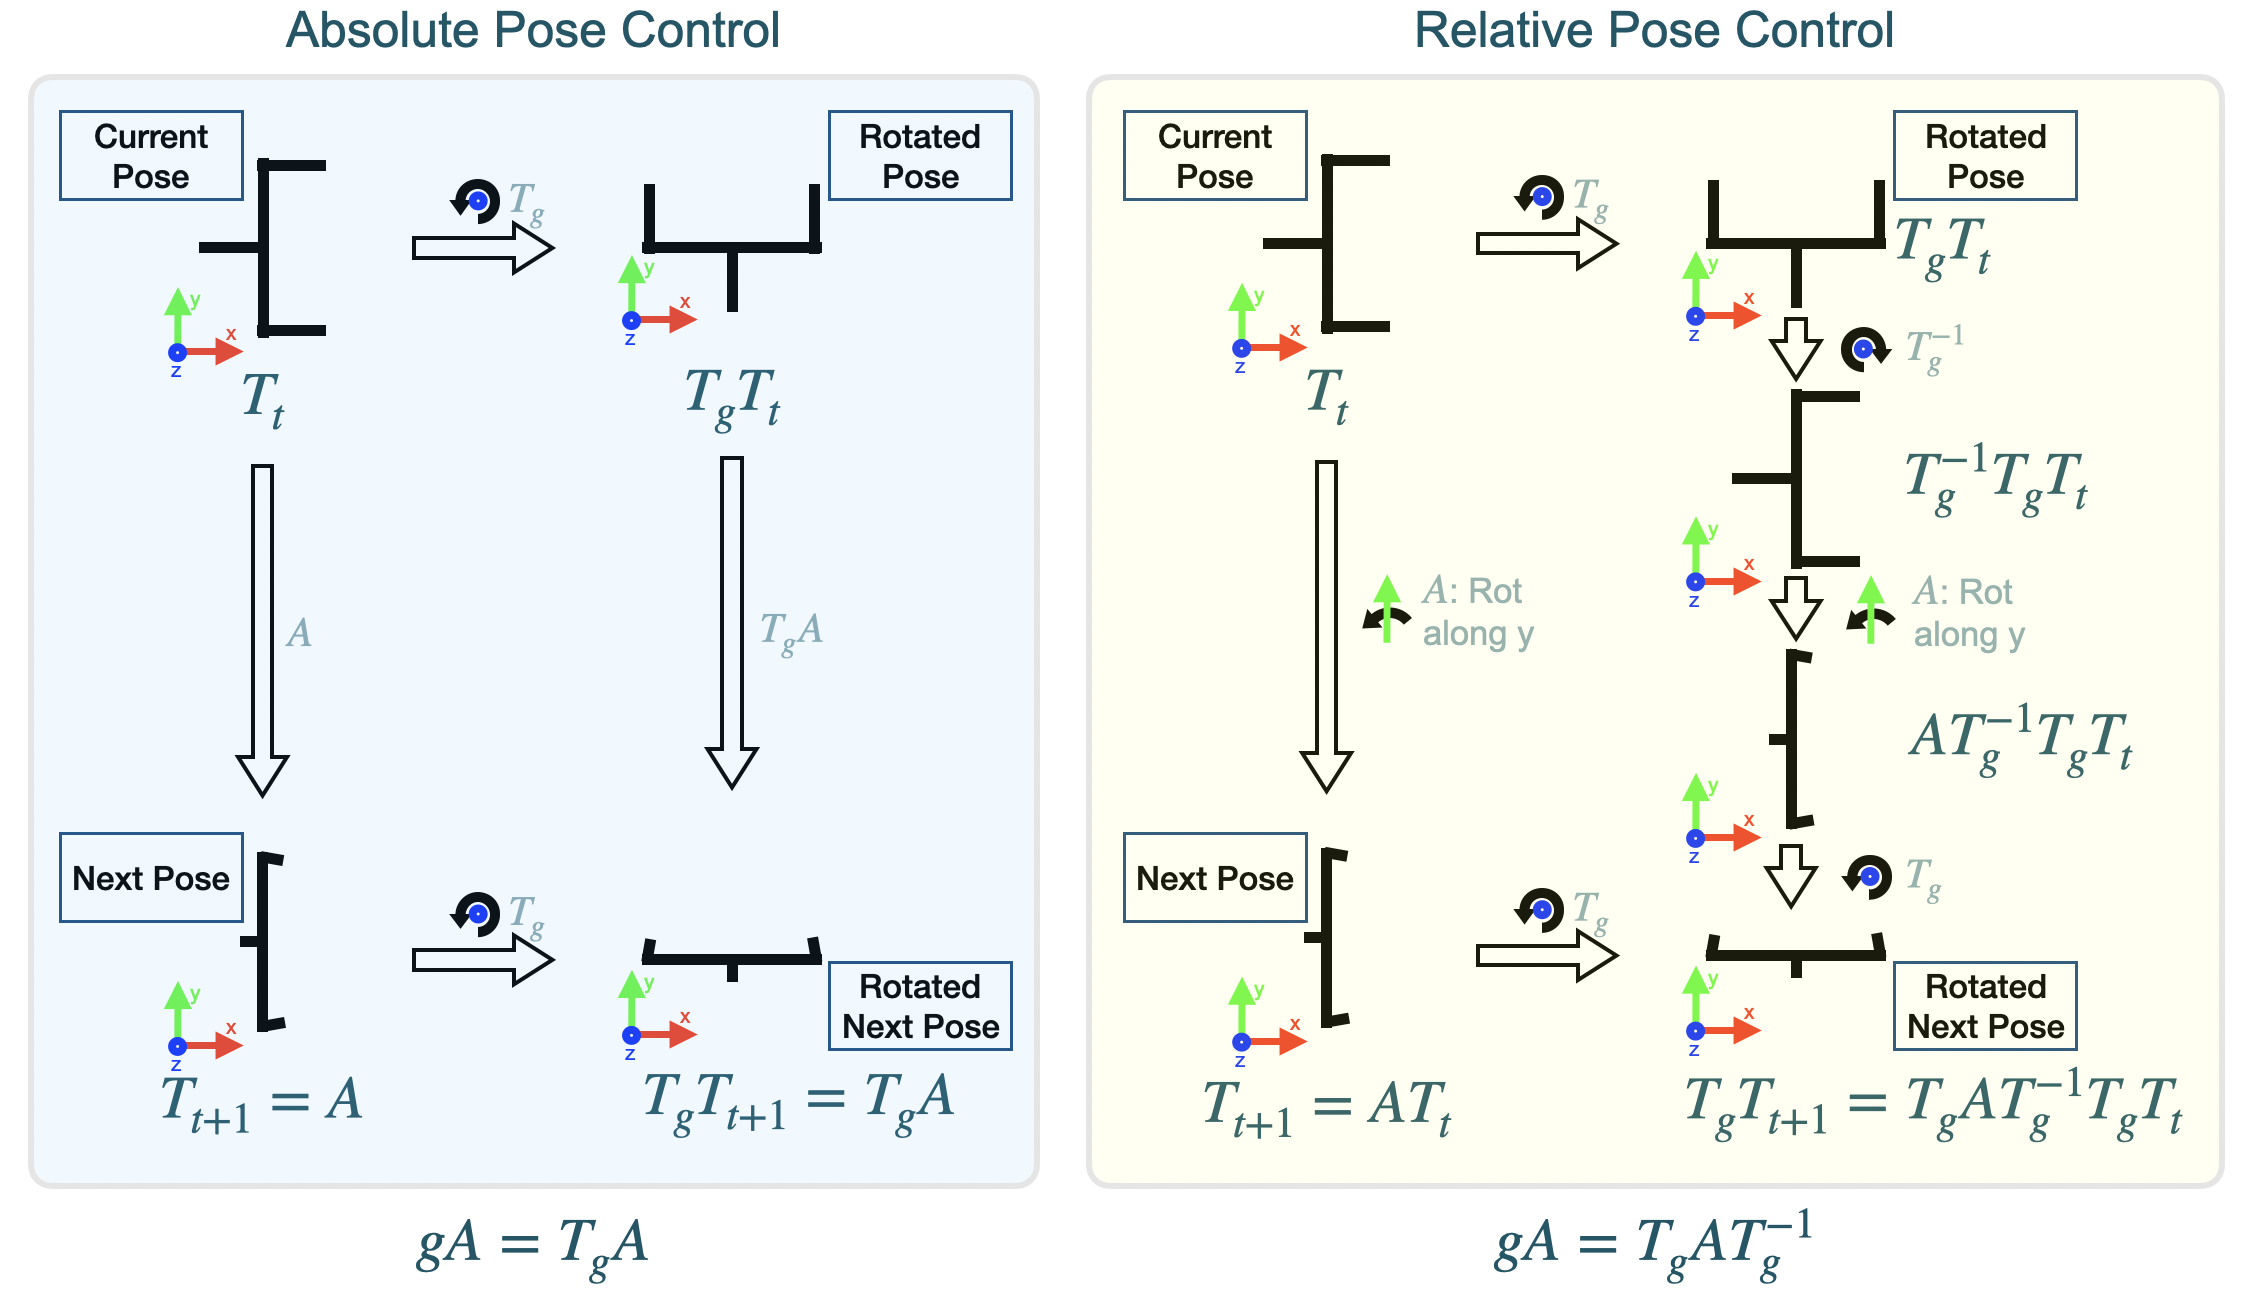 Absolute Pose Control
Current
Pose
Rotated
Pose
T_g
y
x
z
T_t
y
x
z
T_gT_t
A
T_gA
Next Pose
T_g
y
x
z
T_{t+1} = A
y
x
z
Rotated
Next Pose
T_gT_{t+1} = T_gA
gA = T_gA
Relative Pose Control
Current
Pose
Rotated
Pose
T_g
y
x
z
T_t
y
x
z
T_gT_t
T_g^{-1}
y
x
z
T_g^{-1}T_gT_t
A: Rot
along y
A: Rot
along y
y
x
z
AT_g^{-1}T_gT_t
T_g
Next Pose
T_g
y
x
z
T_{t+1} = AT_t
y
x
z
Rotated
Next Pose
T_gT_{t+1} = T_gAT_g^{-1}T_gT_t
gA = T_gAT_g^{-1}